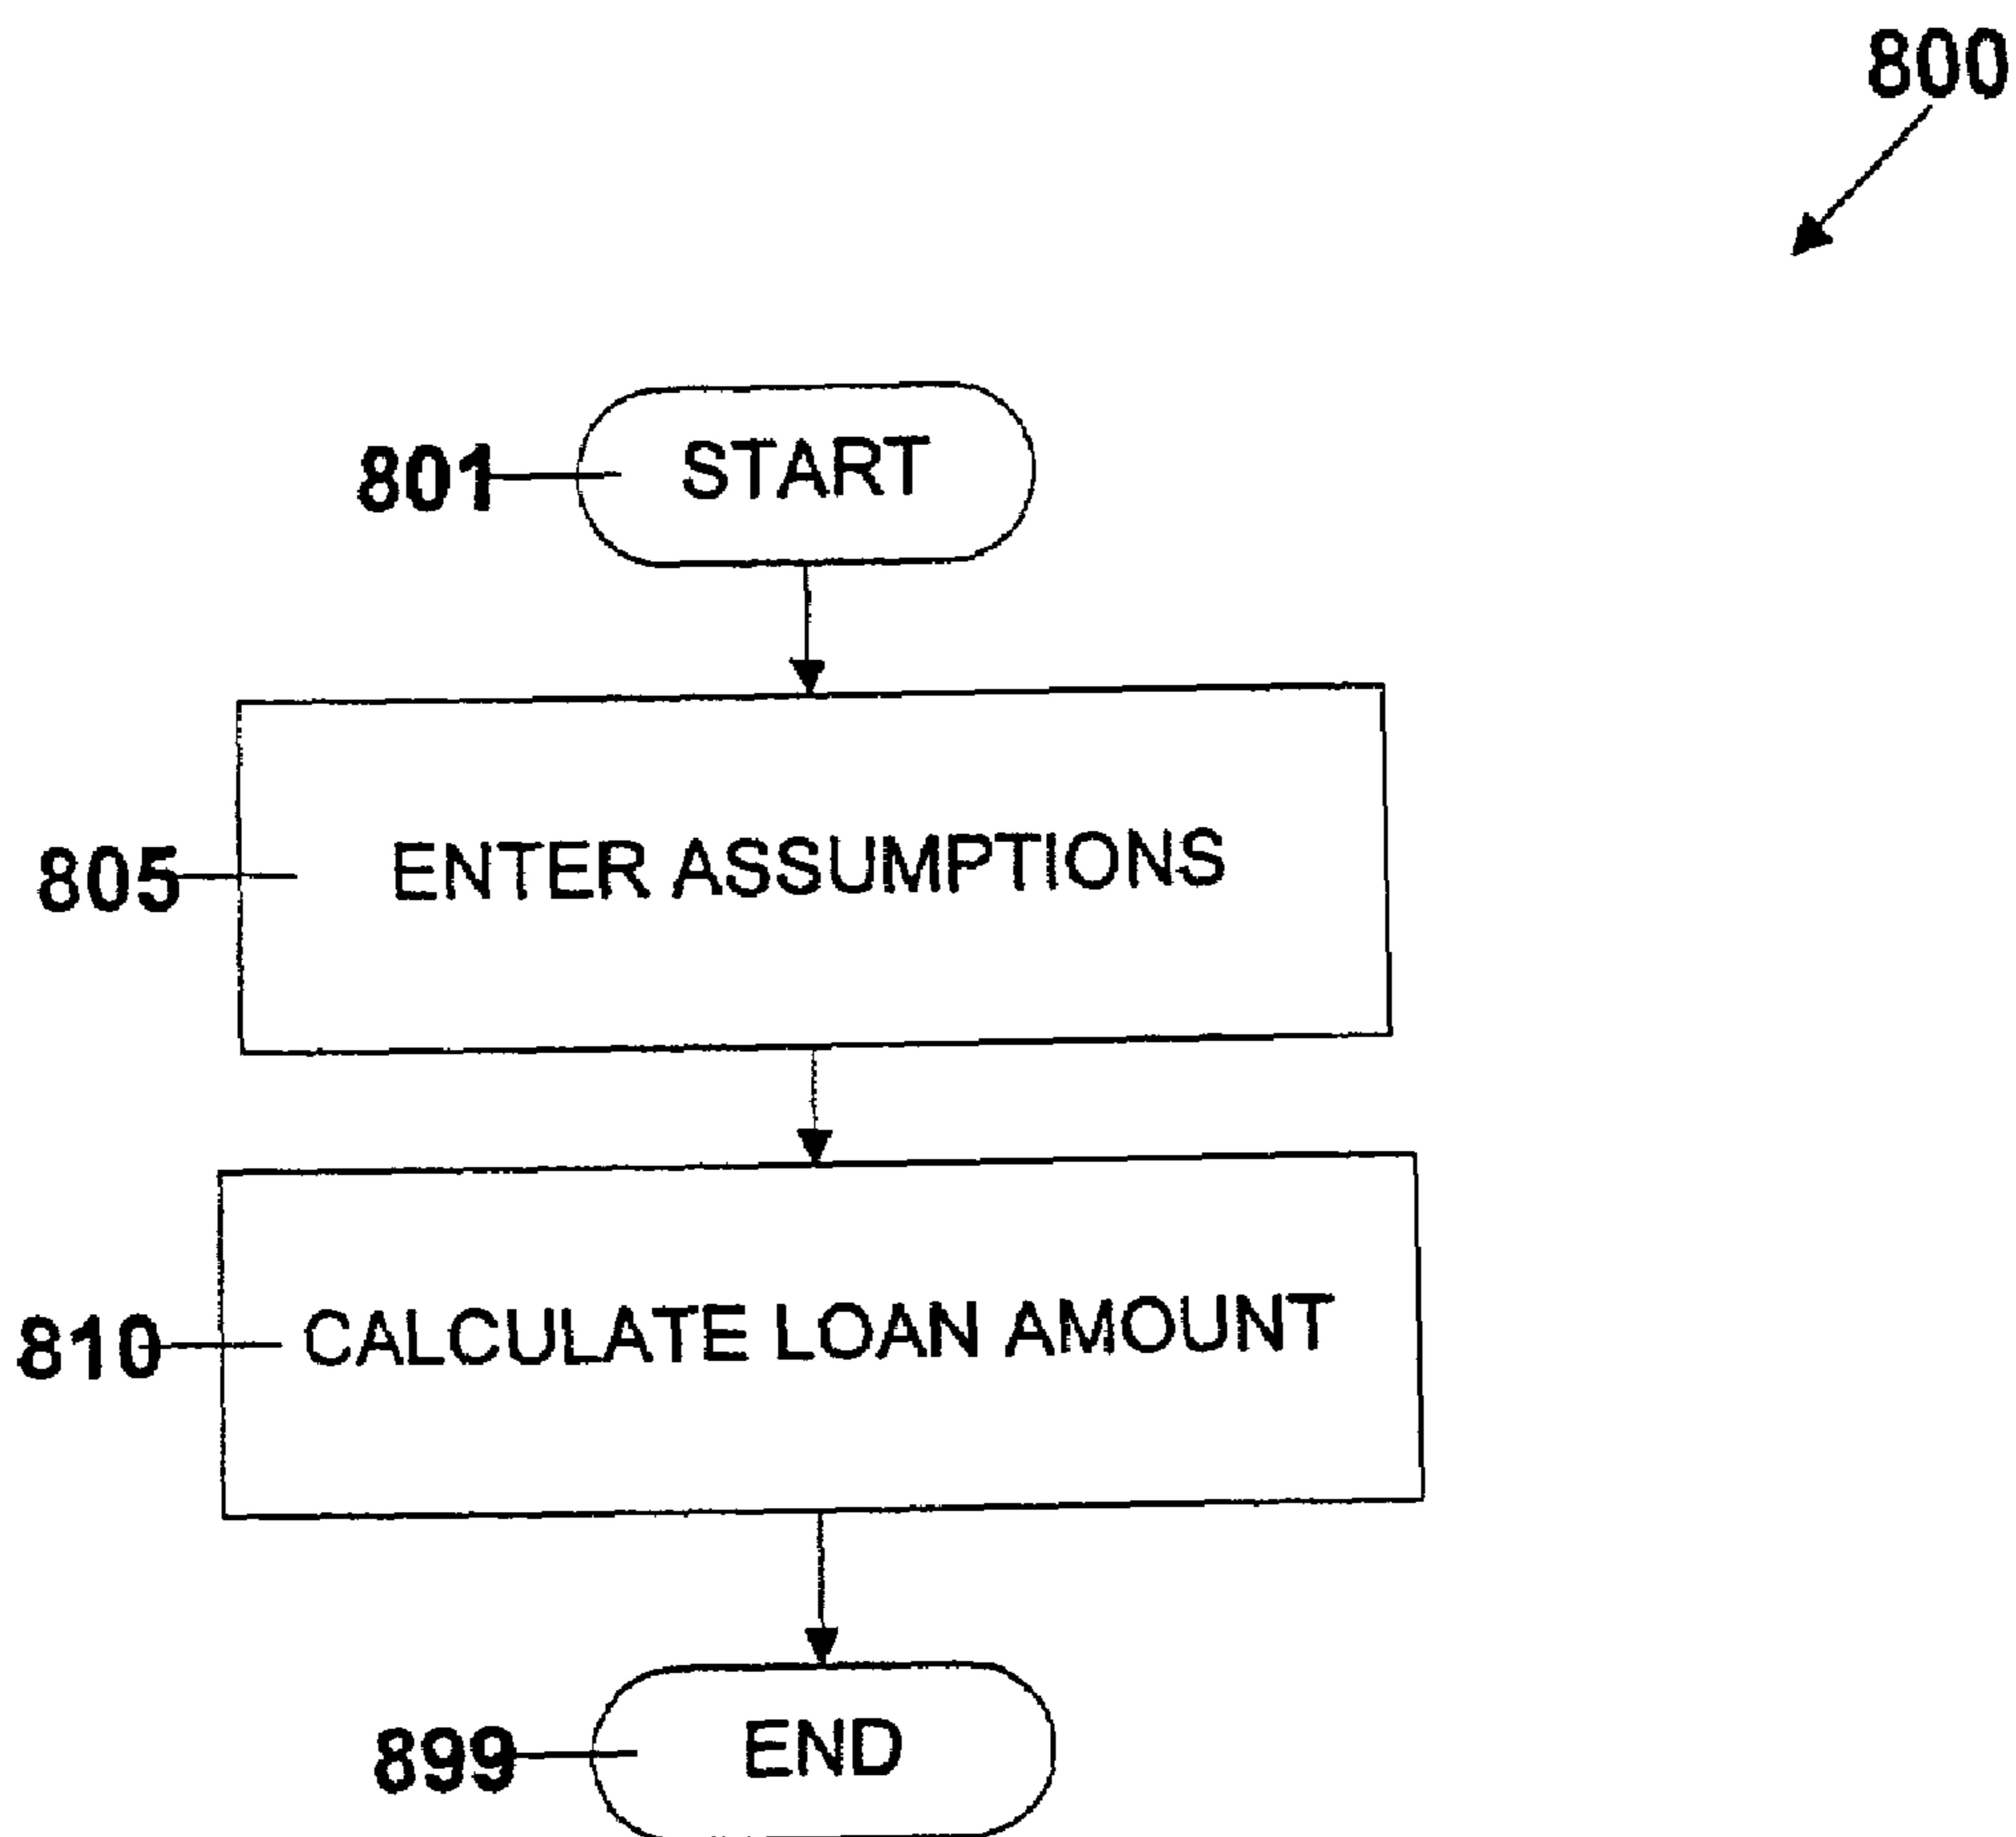 800
801 START
805 ENTER ASSUMPTIONS
810 CALCULATE LOAN AMOUNT
899 END